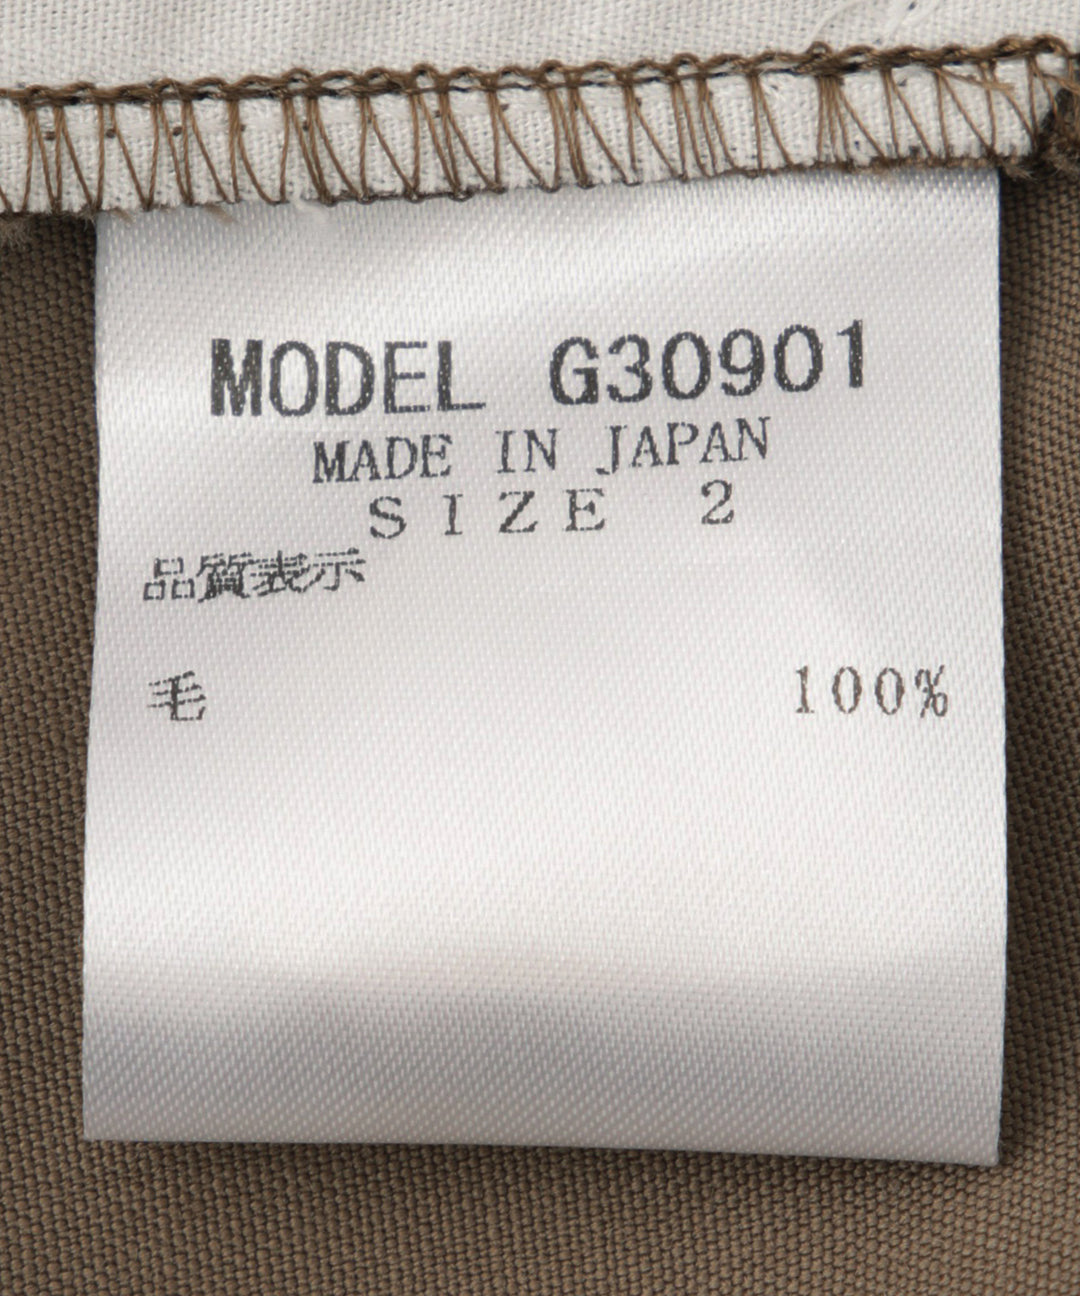 MODEL G30901
MADE IN JAPAN
SIZE 2
品質表示
毛 100%